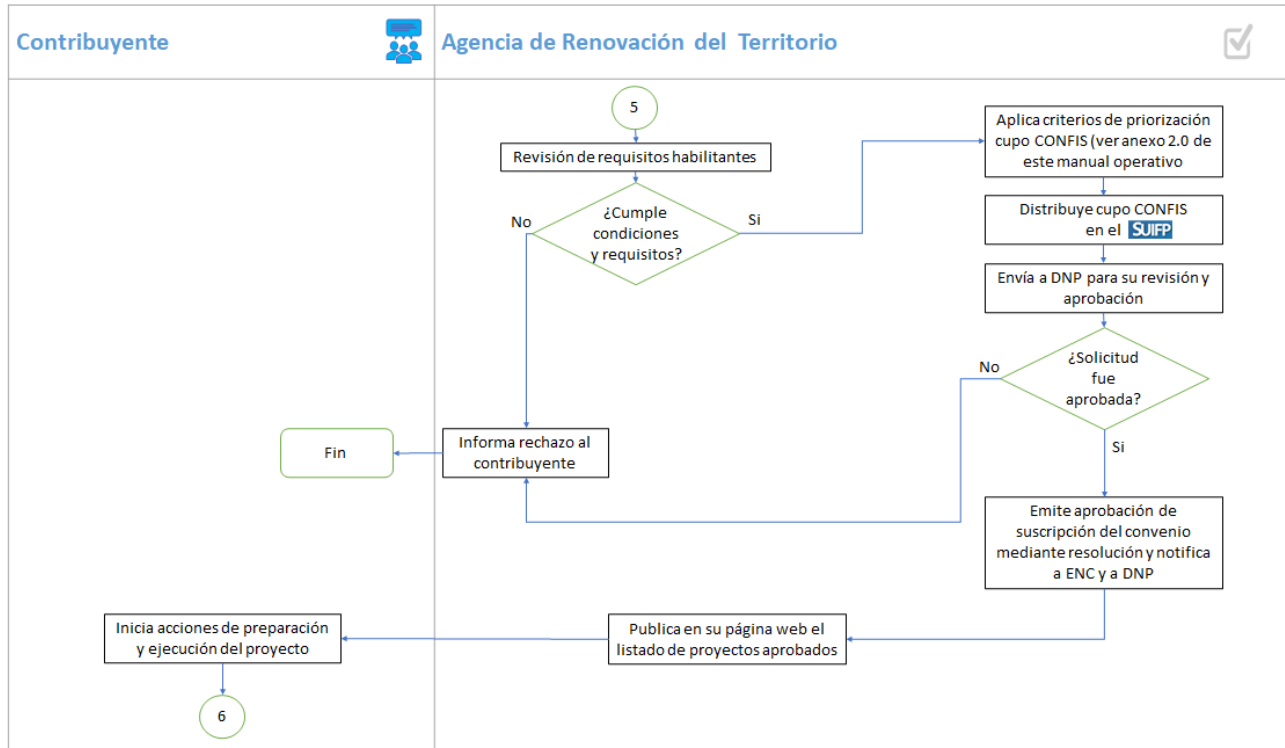 Contribuyente
Agencia de Renovación del Territorio
5
Revisión de requisitos habilitantes
¿Cumple
condiciones
y requisitos?
No
Si
Aplica criterios de priorización
cupo CONFIS (ver anexo 2.0 de
este manual operativo
Distribuye cupo CONFIS
en el SUIFP
Envía a DNP para su revisión y
aprobación
¿Solicitud
fue
aprobada?
No
Si
Informa rechazo al
contribuyente
Fin
Emite aprobación de
suscripción del convenio
mediante resolución y notifica
a ENC y a DNP
Publica en su página web el
listado de proyectos aprobados
Inicia acciones de preparación
y ejecución del proyecto
6